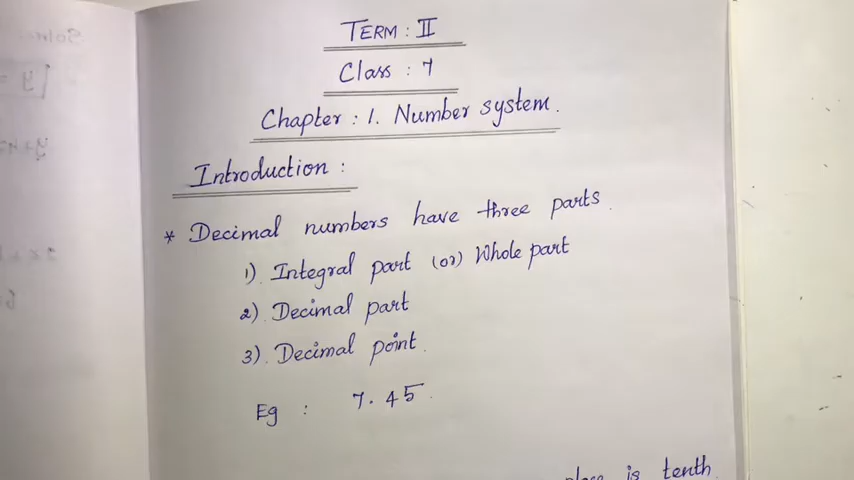 TERM : II
Class : 7
Chapter : 1. Number system.
Introduction :
* Decimal numbers have three parts.
1) Integral part (or) Whole part
2) Decimal part
3) Decimal point.
Eg : 7.45.
place is tenth